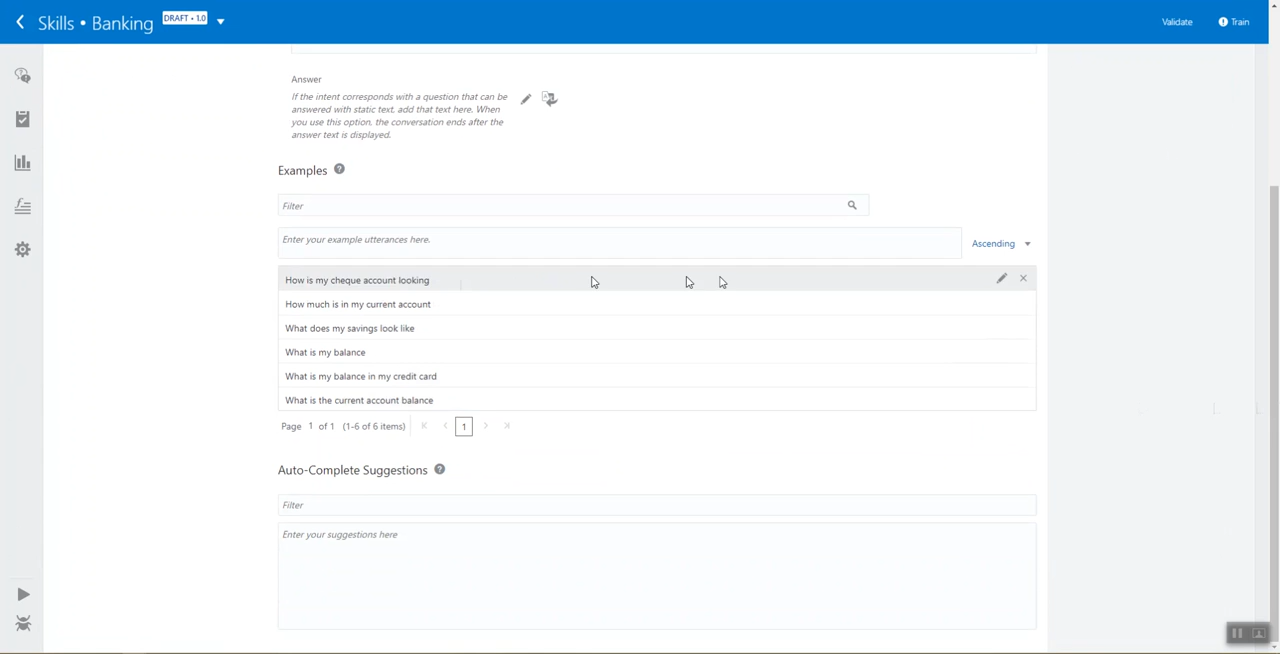 Skills • Banking DRAFT • 1.0 Validate Train
Answer
If the intent corresponds with a question that can be
answered with static text, add that text here. When
you use this option, the conversation ends after the
answer text is displayed.
Examples
Filter
Enter your example utterances here.
Ascending
How is my cheque account looking
How much is in my current account
What does my savings look like
What is my balance
What is my balance in my credit card
What is the current account balance
Page 1 of 1 (1-6 of 6 items) 1
Auto-Complete Suggestions
Filter
Enter your suggestions here